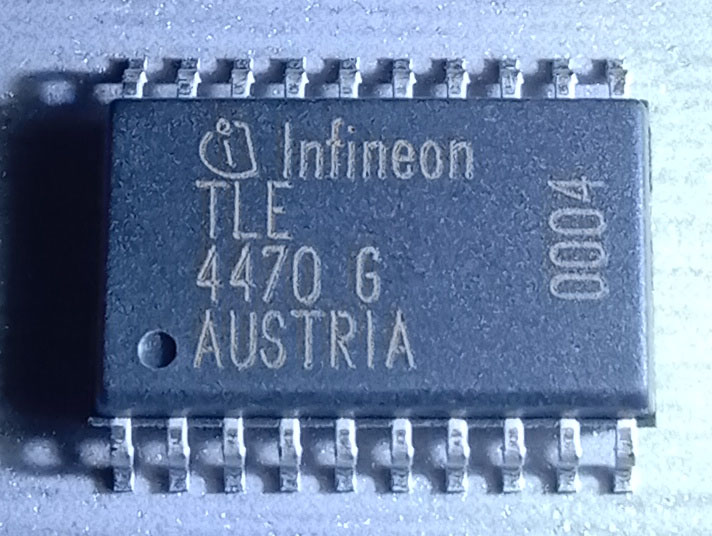 Infineon
TLE
4470 G
AUSTRIA
0004